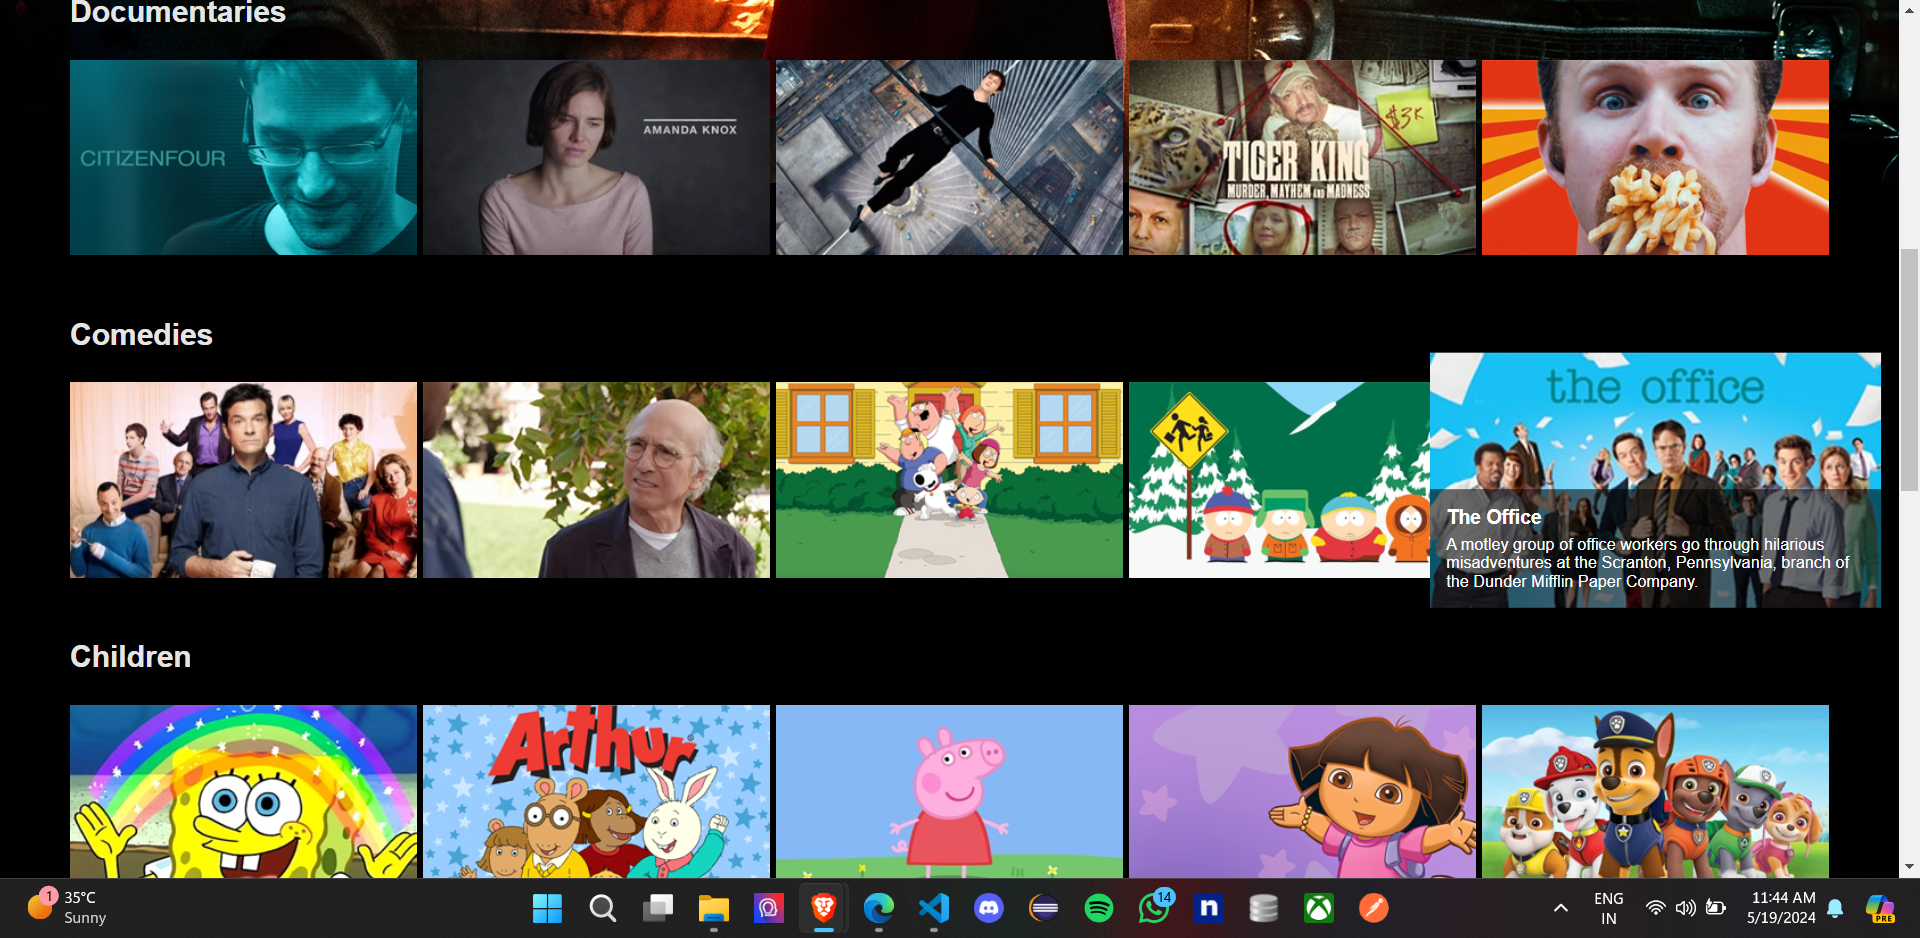 Documentaries
CITIZENFOUR
AMANDA KNOX
$3K
TIGER KING
MURDER, MAYHEM AND MADNESS
Comedies
the office
The Office
A motley group of office workers go through hilarious
misadventures at the Scranton, Pennsylvania, branch of
the Dunder Mifflin Paper Company.
Children
Arthur
1
35°C
Sunny
14
n
ENG
IN
11:44 AM
5/19/2024
PRE